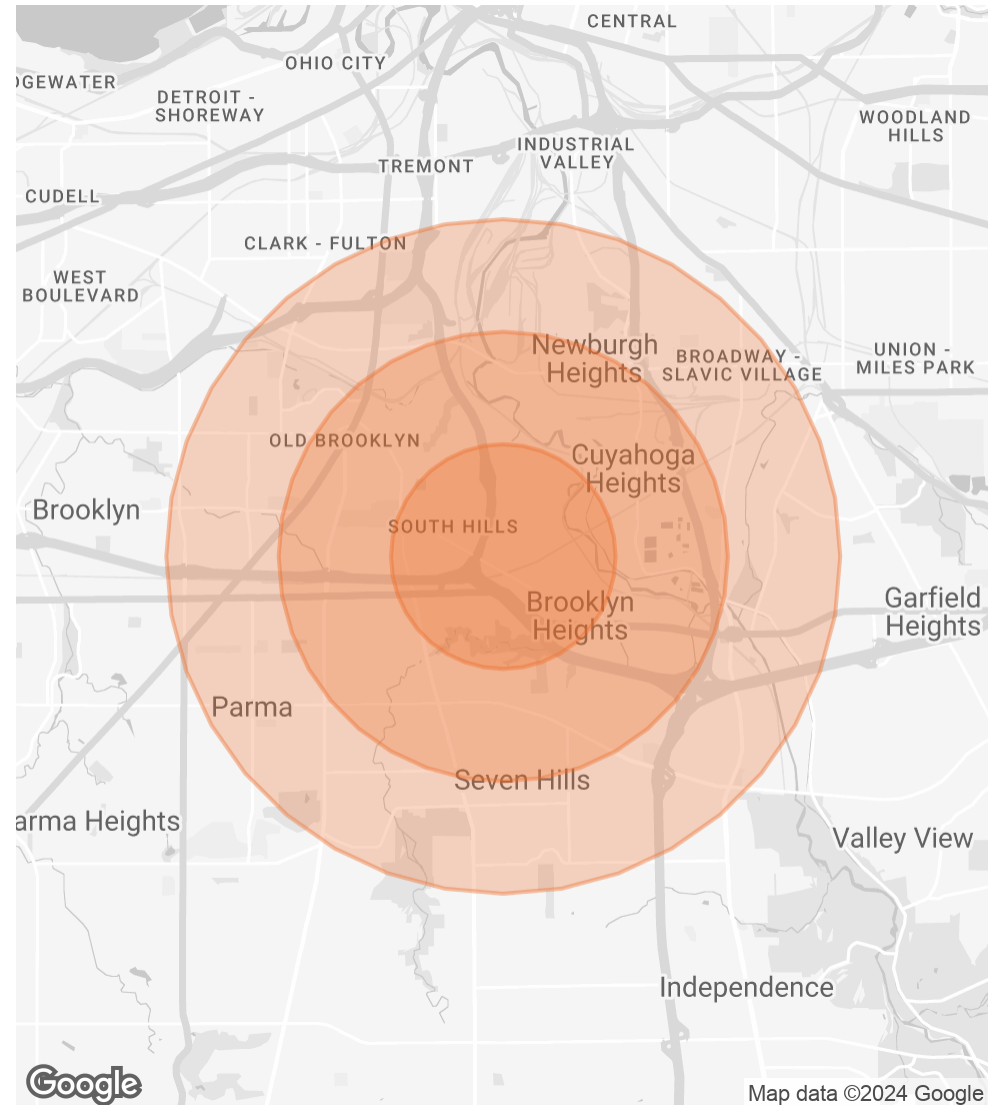 CENTRAL
OHIO CITY
DGEWATER
DETROIT -
SHOREWAY
WOODLAND
HILLS
INDUSTRIAL
VALLEY
TREMONT
CUDELL
CLARK - FULTON
WEST
BOULEVARD
Newburgh
Heights
BROADWAY -
SLAVIC VILLAGE
UNION -
MILES PARK
OLD BROOKLYN
Cuyahoga
Heights
Brooklyn
SOUTH HILLS
Brooklyn
Heights
Garfield
Heights
Parma
Seven Hills
arma Heights
Valley View
Independence
Google
Map data ©2024 Google